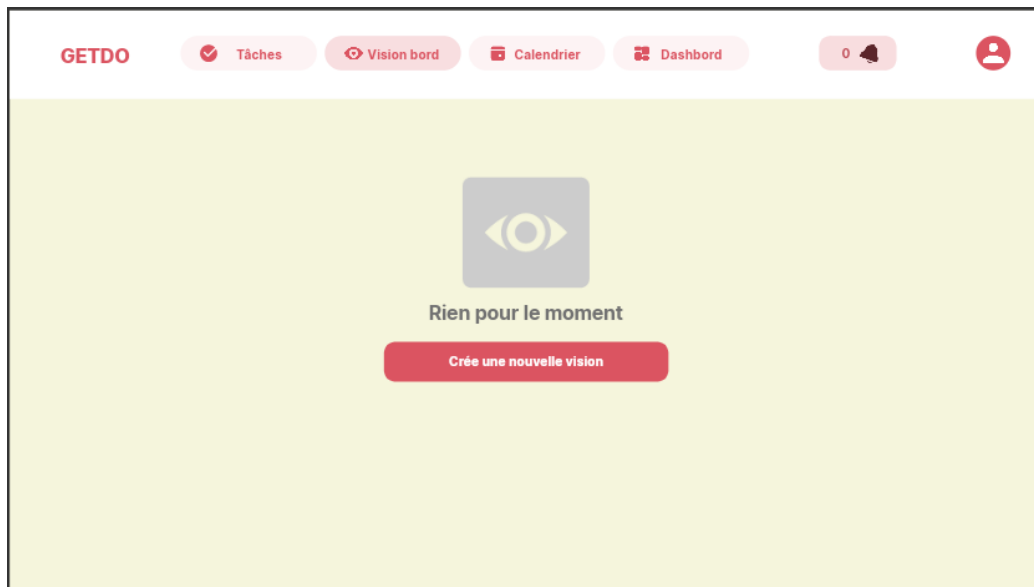 GETDO
Tâches
Vision bord
Calendrier
Dashbord
0
Rien pour le moment
Crée une nouvelle vision